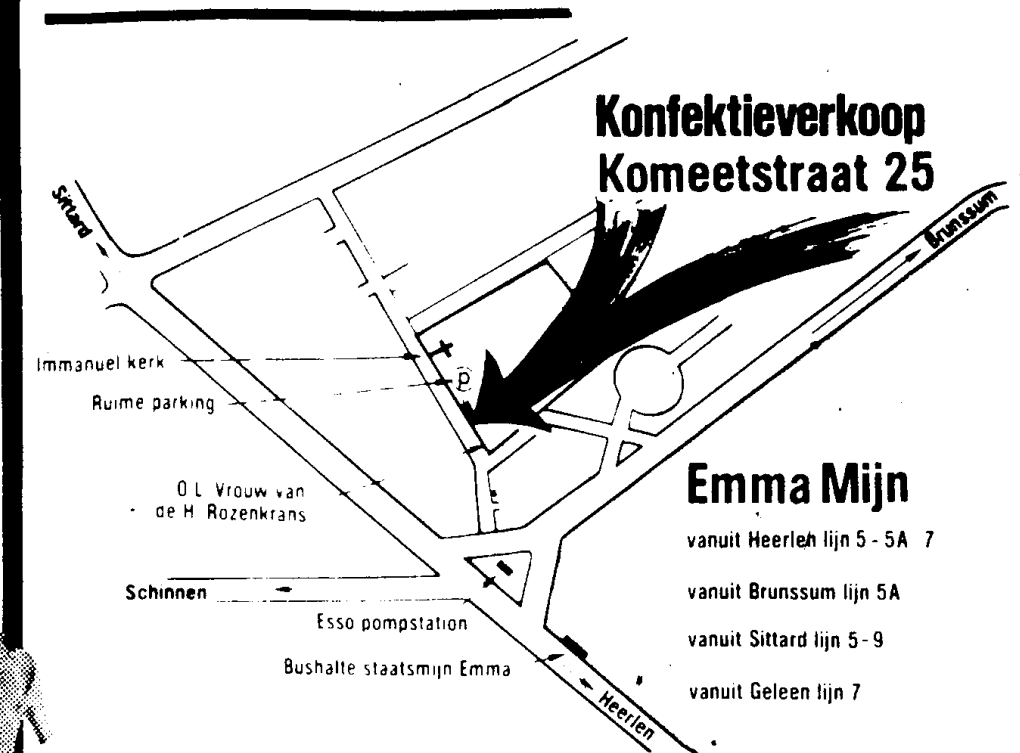 Konfektieverkoop
Komeetstraat 25
Sittard
Brunssum
Immanuel kerk
P
Ruime parking
O.L. Vrouw van
de H. Rozenkrans
Schinnen
Esso pompstation
Bushalte staatsmijn Emma
Heerlen
Emma Mijn
vanuit Heerleh lijn 5 - 5A 7
vanuit Brunssum lijn 5A
vanuit Sittard lijn 5-9
vanuit Geleen lijn 7